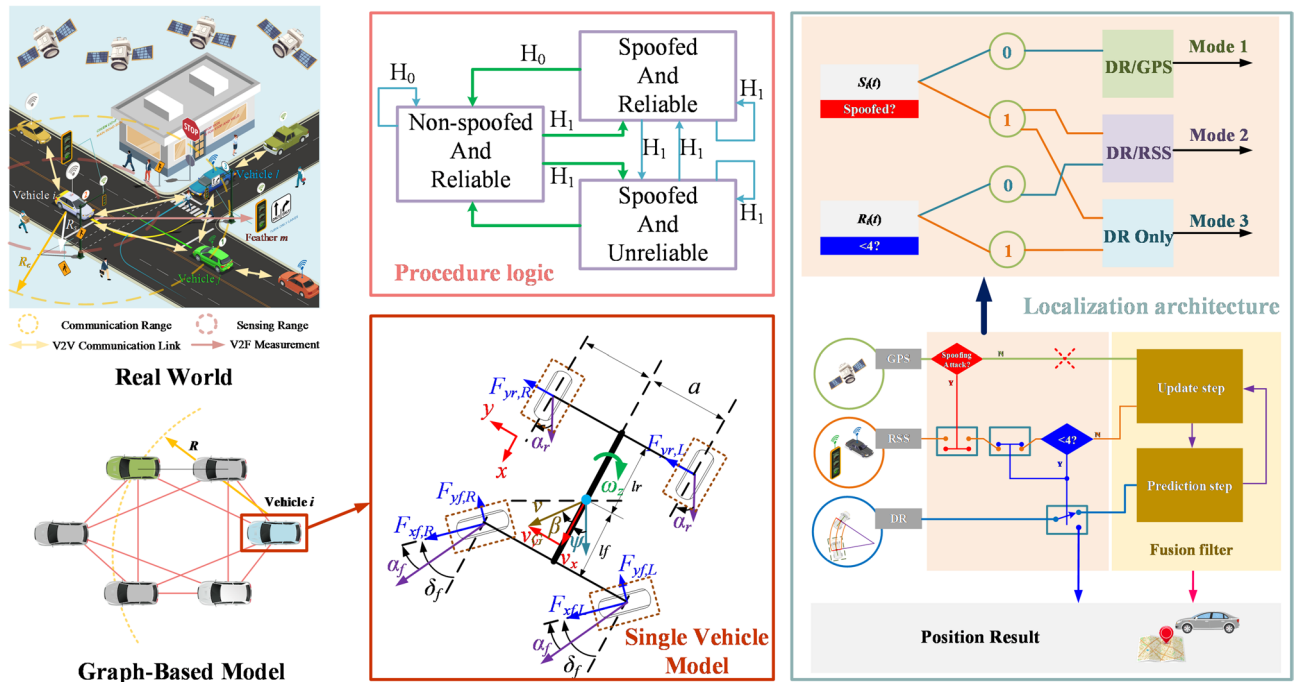 STOP
Vehicle i
Vehicle l
Feather m
Vehicle j
Communication Range
Sensing Range
V2V Communication Link
V2F Measurement
Real World
R
Vehicle i
Graph-Based Model
H0
H0
Spoofed
And
Reliable
H1
Non-spoofed
And
Reliable
H1
H1
H1
H1
Spoofed
And
Unreliable
H1
Procedure logic
a
Fyr,R
y
x
αr
Fyr,L
lr
ωz
αr
Fyf,R
v
β
ψ
lf
vx
Fxf,R
αf
δf
Fyf,L
Fxf,L
αf
δf
Single Vehicle
Model
Si(t)
Spoofed?
0
1
DR/GPS
Mode 1
DR/RSS
Mode 2
Ri(t)
<4?
0
1
DR Only
Mode 3
Localization architecture
GPS
Spoofing
Attack?
N
Y
Update step
RSS
<4?
N
Y
Prediction step
DR
Fusion filter
Position Result